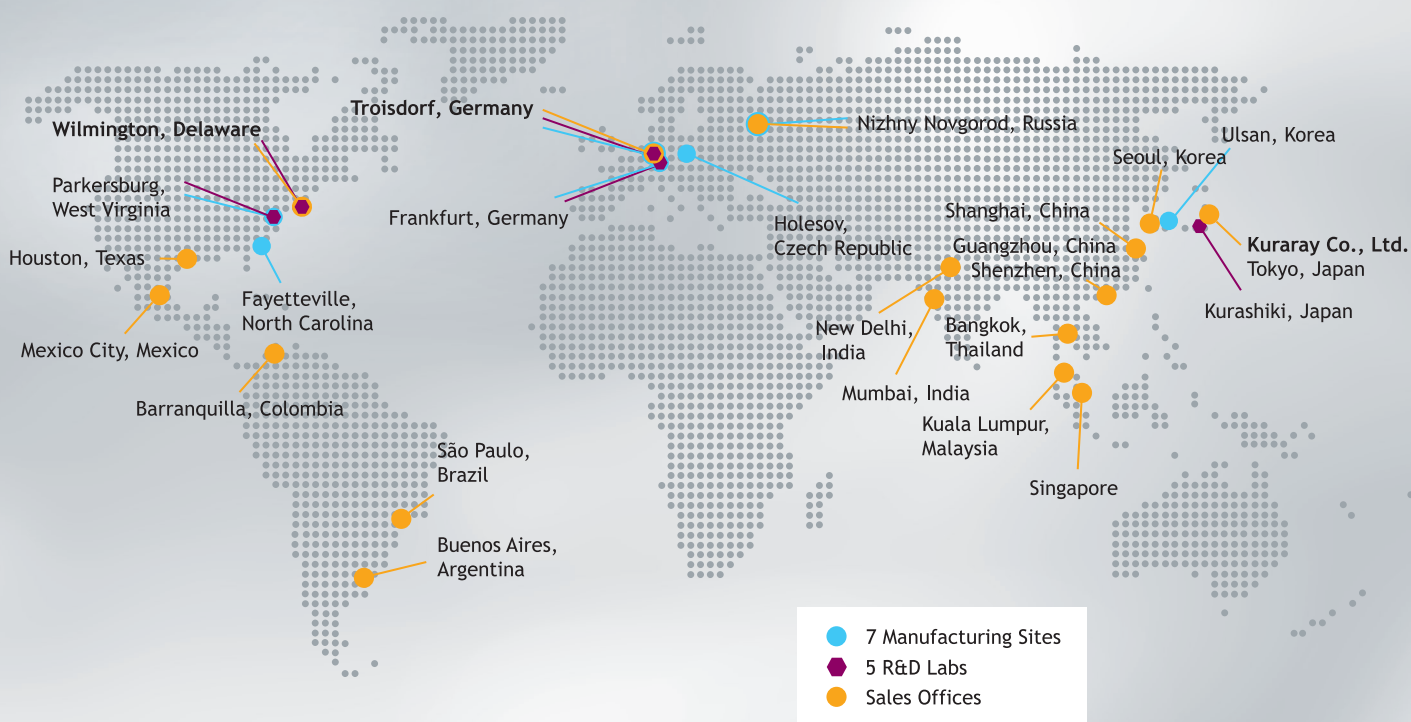 Troisdorf, Germany
Wilmington, Delaware
Nizhny Novgorod, Russia
Ulsan, Korea
Seoul, Korea
Parkersburg,
West Virginia
Frankfurt, Germany
Holesov,
Czech Republic
Shanghai, China
Guangzhou, China
Shenzhen, China
Kuraray Co., Ltd.
Tokyo, Japan
Kurashiki, Japan
Houston, Texas
Fayetteville,
North Carolina
Mexico City, Mexico
New Delhi,
India
Bangkok,
Thailand
Mumbai, India
Barranquilla, Colombia
Kuala Lumpur,
Malaysia
São Paulo,
Brazil
Singapore
Buenos Aires,
Argentina
7 Manufacturing Sites
5 R&D Labs
Sales Offices